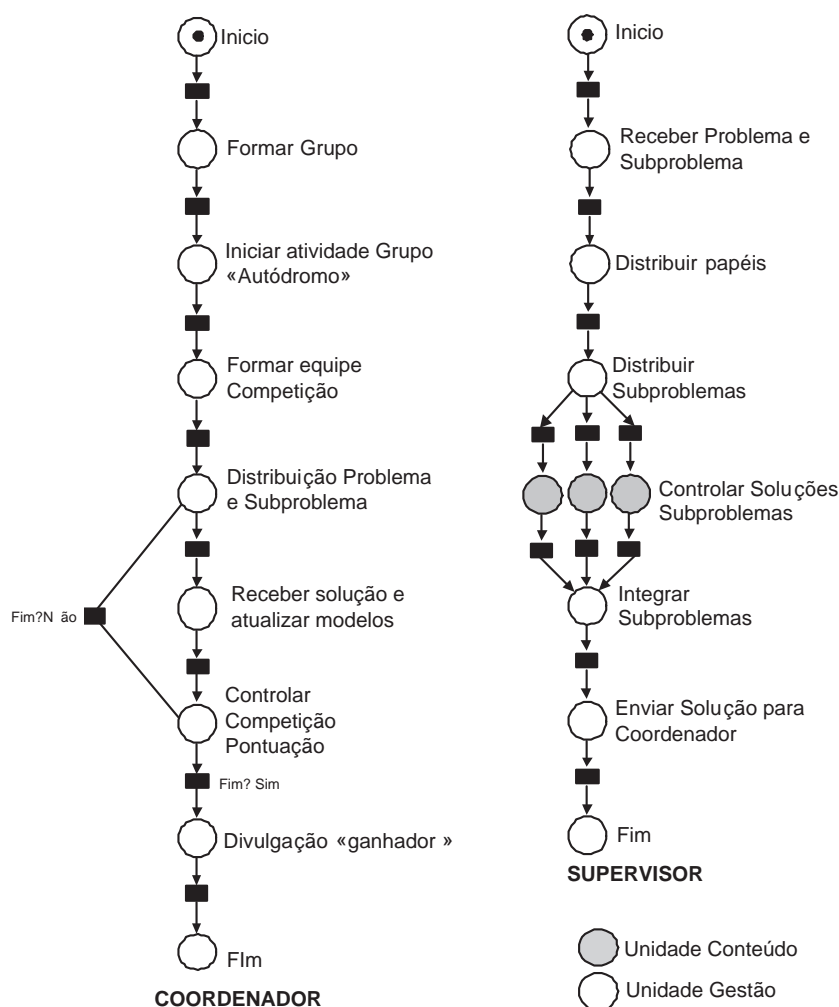 Inicio
Formar Grupo
Iniciar atividade Grupo
«Autódromo»
Formar equipe
Competição
Distribuição Problema
e Subproblema
Receber solução e
atualizar modelos
Fim?N ão
Controlar
Competição
Pontuação
Fim? Sim
Divulgação «ganhador »
FIm
COORDENADOR
Inicio
Receber Problema e
Subproblema
Distribuir papéis
Distribuir
Subproblemas
Controlar Soluções
Subproblemas
Integrar
Subproblemas
Enviar Solução para
Coordenador
Fim
SUPERVISOR
Unidade Conteúdo
Unidade Gestão